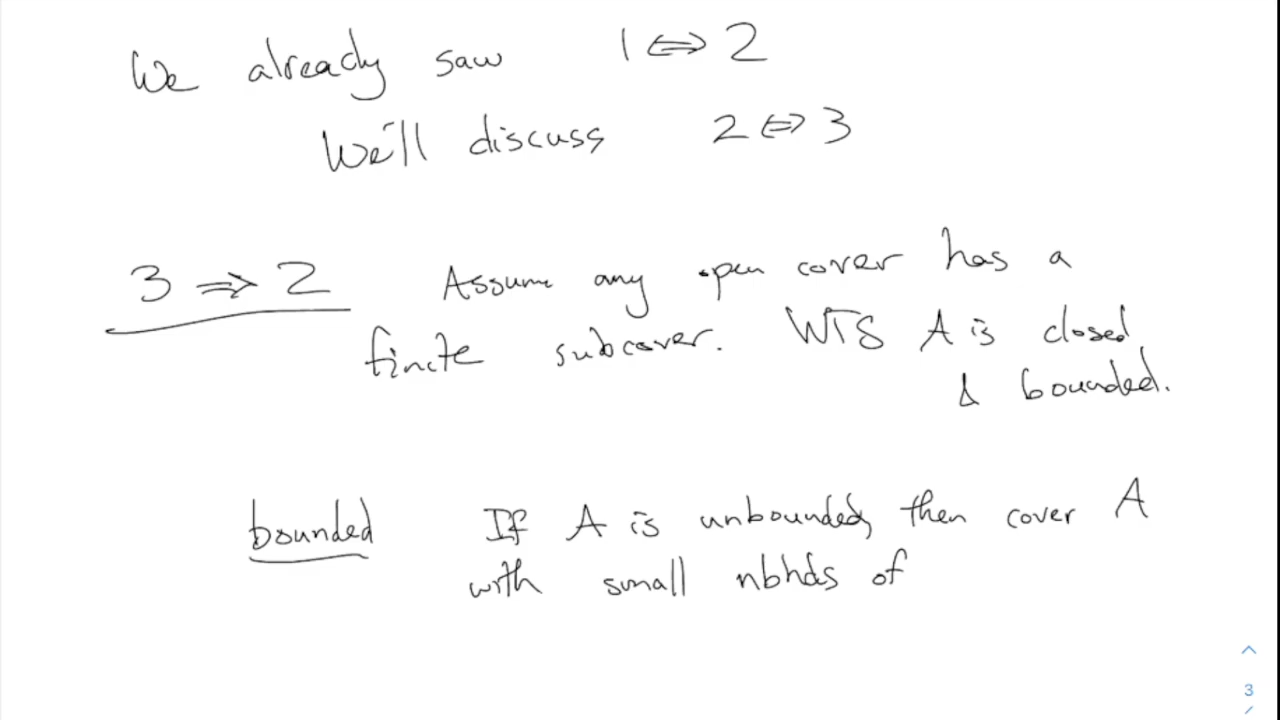 We already saw 1 ⇔ 2
We'll discuss 2 ⇔ 3
3 ⇒ 2 Assume any open cover has a
finite subcover. WTS A is closed
& bounded.
bounded If A is unbounded, then cover A
with small nbhds of
3